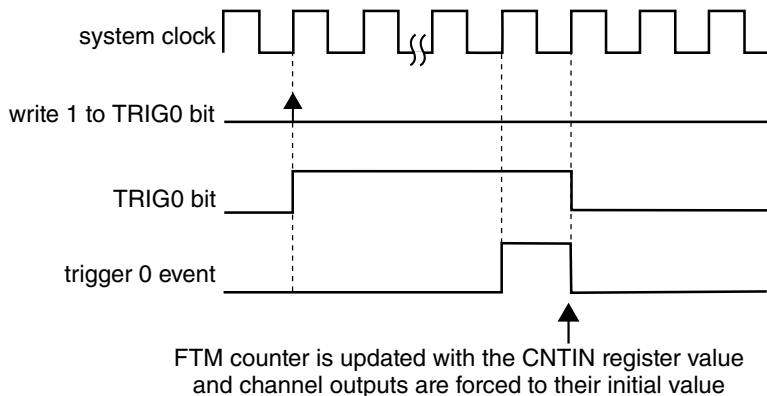 system clock
write 1 to TRIG0 bit
TRIG0 bit
trigger 0 event
FTM counter is updated with the CNTIN register value
and channel outputs are forced to their initial value